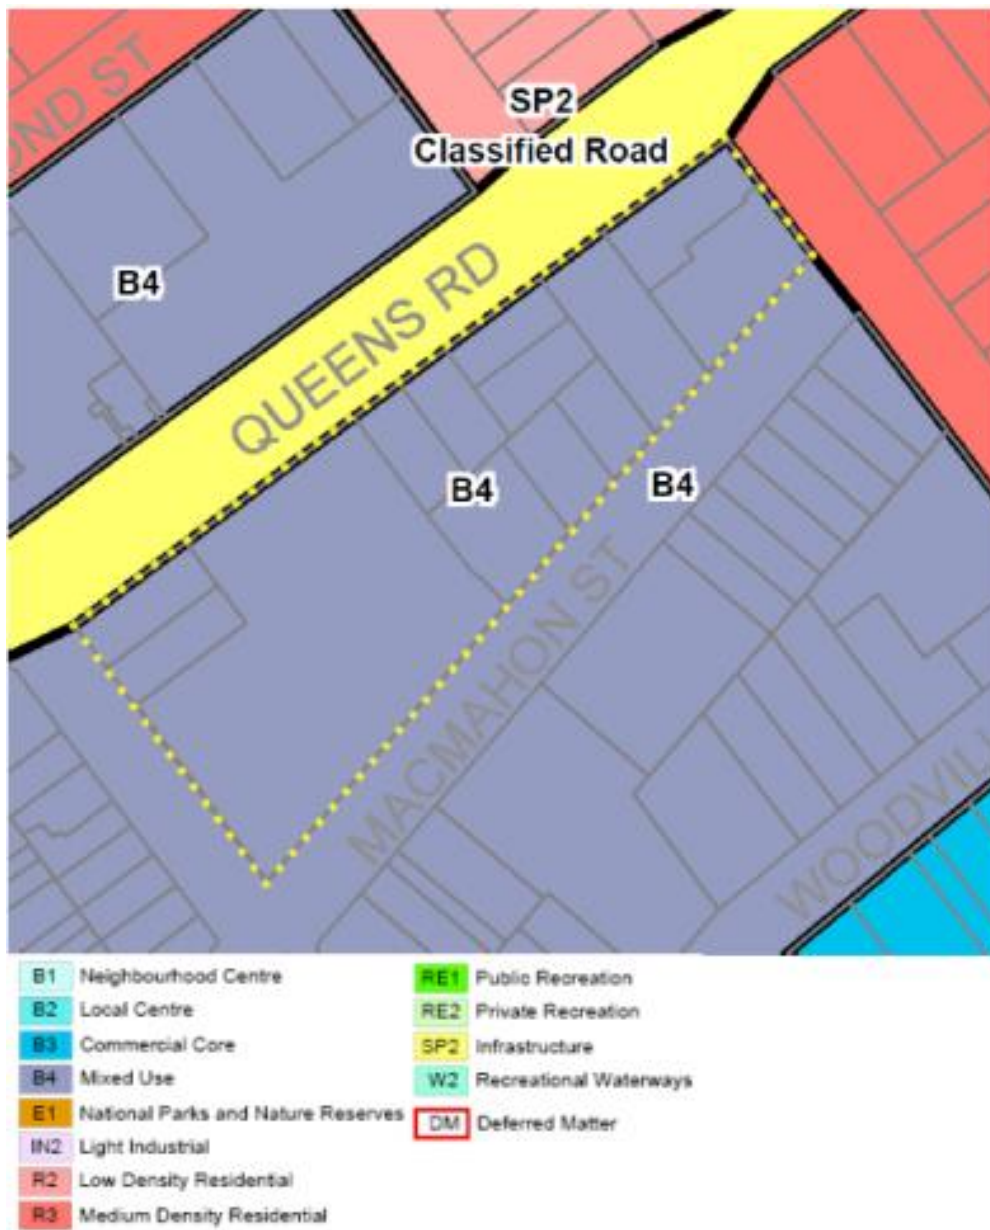 OND ST
SP2
Classified Road
B4
QUEENS RD
B4
B4
MACMAHON ST
WOODVILL
B1 Neighbourhood Centre
B2 Local Centre
B3 Commercial Core
B4 Mixed Use
E1 National Parks and Nature Reserves
IN2 Light Industrial
R2 Low Density Residential
R3 Medium Density Residential
RE1 Public Recreation
RE2 Private Recreation
SP2 Infrastructure
W2 Recreational Waterways
DM Deferred Matter